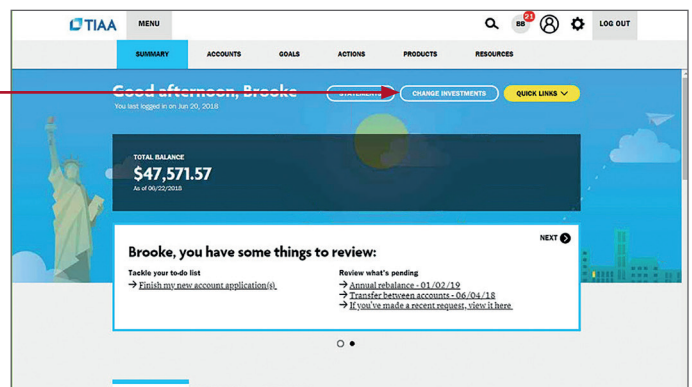 TIAA MENU BB 21 LOG OUT
SUMMARY ACCOUNTS GOALS ACTIONS PRODUCTS RESOURCES
Good afternoon, Brooke STATEMENTS CHANGE INVESTMENTS QUICK LINKS
You last logged in on Jun 20, 2018
TOTAL BALANCE
$47,571.57
As of 06/22/2018
NEXT
Brooke, you have some things to review:
Tackle your to-do list
→ Finish my new account application(s)
Review what's pending
→ Annual rebalance - 01/02/19
→ Transfer between accounts - 06/04/18
→ If you've made a recent request, view it here